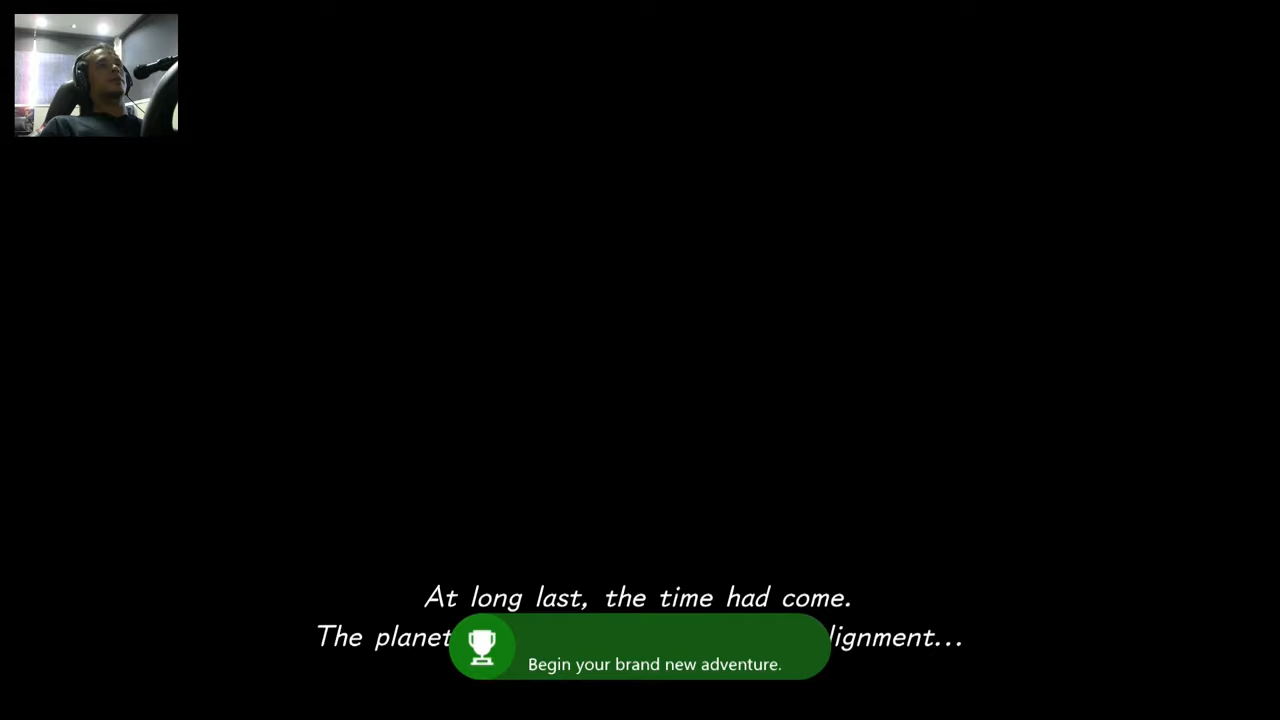 At long last, the time had come.
The planet lignment...
Begin your brand new adventure.